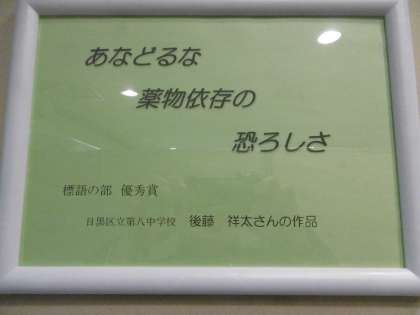 あなどるな
薬物依存の
恐ろしさ
標語の部 優秀賞
目黒区立第八中学校 後藤 祥太さんの作品